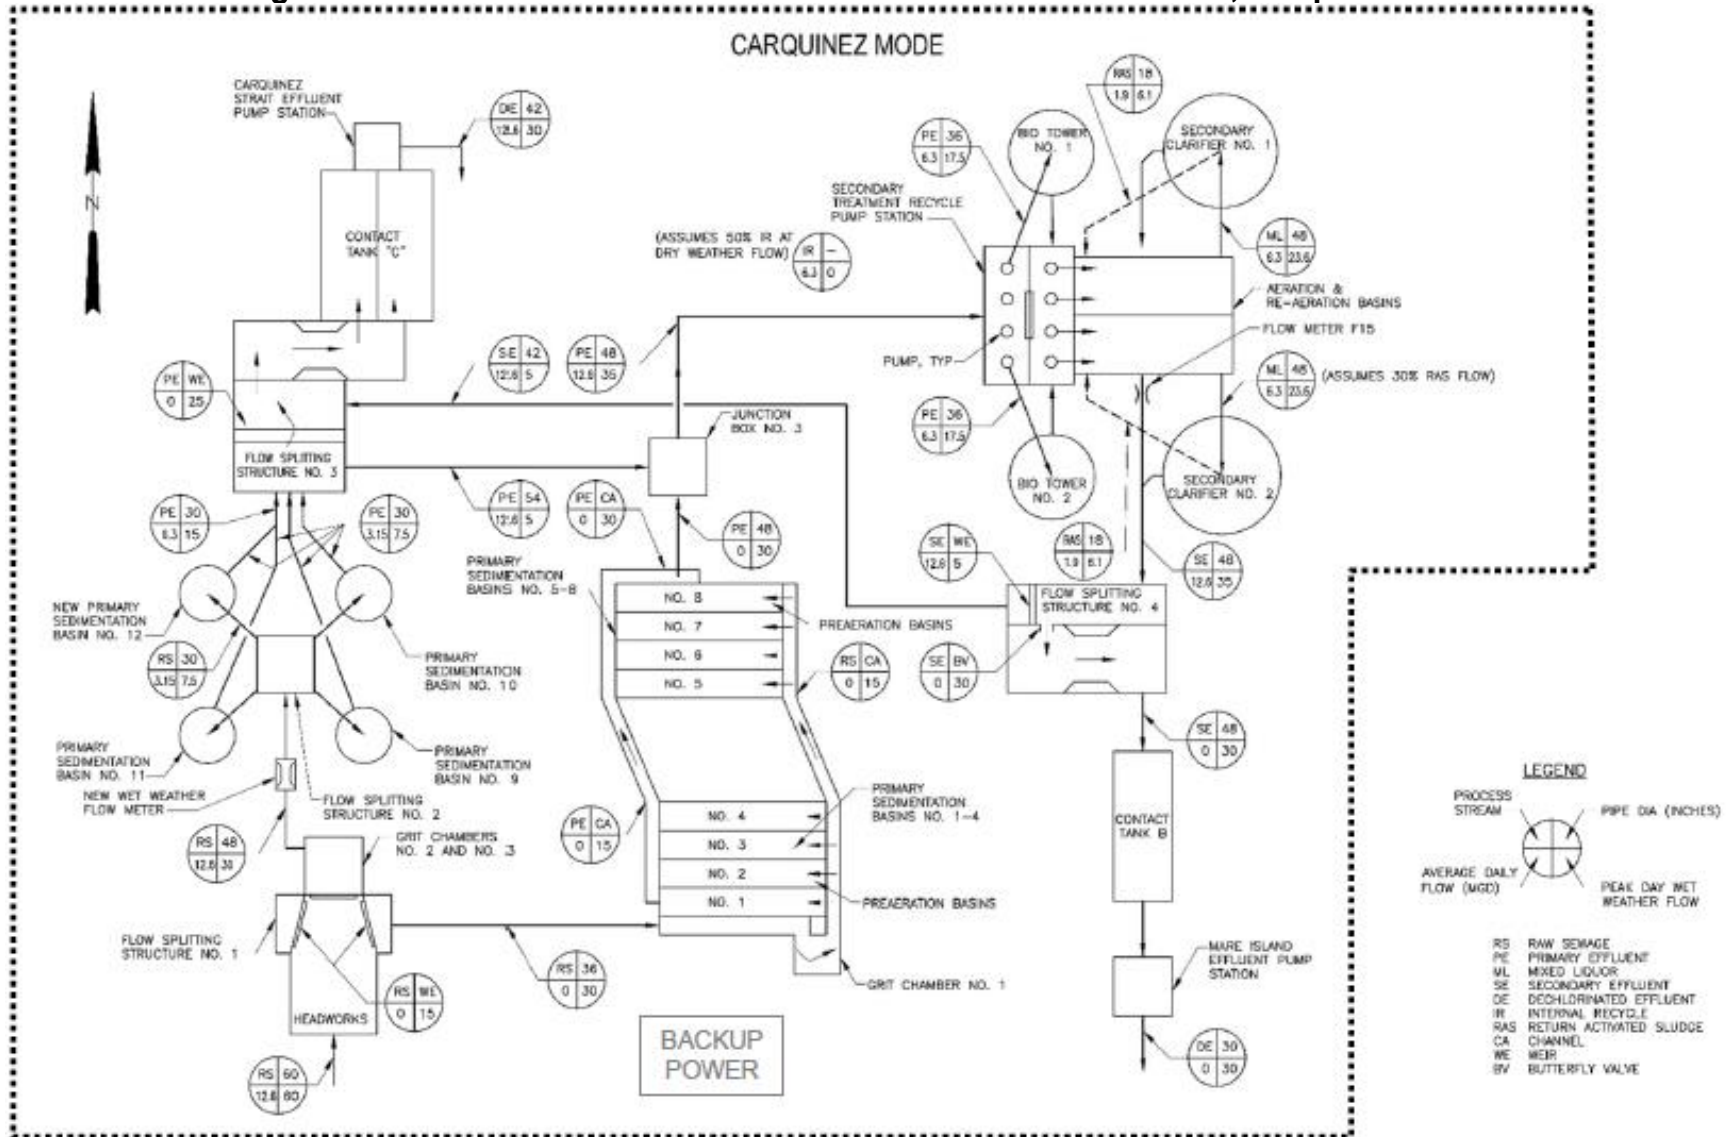 CARQUINEZ MODE
CARQUINEZ
STRAIT EFFLUENT
PUMP STATION
DE 42
12.6 30
N
CONTACT
TANK "C"
PE WE
0 25
FLOW SPLITTING
STRUCTURE NO. 3
SE 42
12.6 5
PE 48
12.6 35
(ASSUMES 50% IR AT
DRY WEATHER FLOW)
IR -
6.3 0
SECONDARY
TREATMENT RECYCLE
PUMP STATION
PE 36
6.3 17.5
BIO TOWER
NO. 1
RAS 18
1.9 6.1
SECONDARY
CLARIFIER NO. 1
ML 48
6.3 23.6
AERATION &
RE-AERATION BASINS
FLOW METER F15
PUMP, TYP
ML 48
6.3 23.6
(ASSUMES 30% RAS FLOW)
PE 36
6.3 17.5
BIO TOWER
NO. 2
SECONDARY
CLARIFIER NO. 2
JUNCTION
BOX NO. 3
PE 54
12.6 5
PE CA
0 30
PE 48
0 30
PE 30
6.3 15
PE 30
3.15 7.5
PRIMARY
SEDIMENTATION
BASINS NO. 5-8
NEW PRIMARY
SEDIMENTATION
BASIN NO. 12
RS 30
3.15 7.5
PRIMARY
SEDIMENTATION
BASIN NO. 10
PRIMARY
SEDIMENTATION
BASIN NO. 11
PRIMARY
SEDIMENTATION
BASIN NO. 9
NEW WET WEATHER
FLOW METER
FLOW SPLITTING
STRUCTURE NO. 2
RS 48
12.6 30
GRIT CHAMBERS
NO. 2 AND NO. 3
FLOW SPLITTING
STRUCTURE NO. 1
HEADWORKS
RS WE
0 15
RS 60
12.6 60
RS 36
0 30
NO. 8
NO. 7
NO. 6
NO. 5
PREAERATION BASINS
RS CA
0 15
PE CA
0 15
NO. 4
NO. 3
NO. 2
NO. 1
PRIMARY
SEDIMENTATION
BASINS NO. 1-4
PREAERATION BASINS
GRIT CHAMBER NO. 1
BACKUP
POWER
SE WE
12.6 5
RAS 18
1.9 6.1
SE 48
12.6 35
FLOW SPLITTING
STRUCTURE NO. 4
SE BV
0 30
SE 48
0 30
CONTACT
TANK B
MARE ISLAND
EFFLUENT PUMP
STATION
DE 30
0 30
LEGEND
PROCESS
STREAM
PIPE DIA (INCHES)
AVERAGE DAILY
FLOW (MGD)
PEAK DAY WET
WEATHER FLOW
RS RAW SEWAGE
PE PRIMARY EFFLUENT
ML MIXED LIQUOR
SE SECONDARY EFFLUENT
DE DECHLORINATED EFFLUENT
IR INTERNAL RECYCLE
RAS RETURN ACTIVATED SLUDGE
CA CHANNEL
WE WEIR
BV BUTTERFLY VALVE